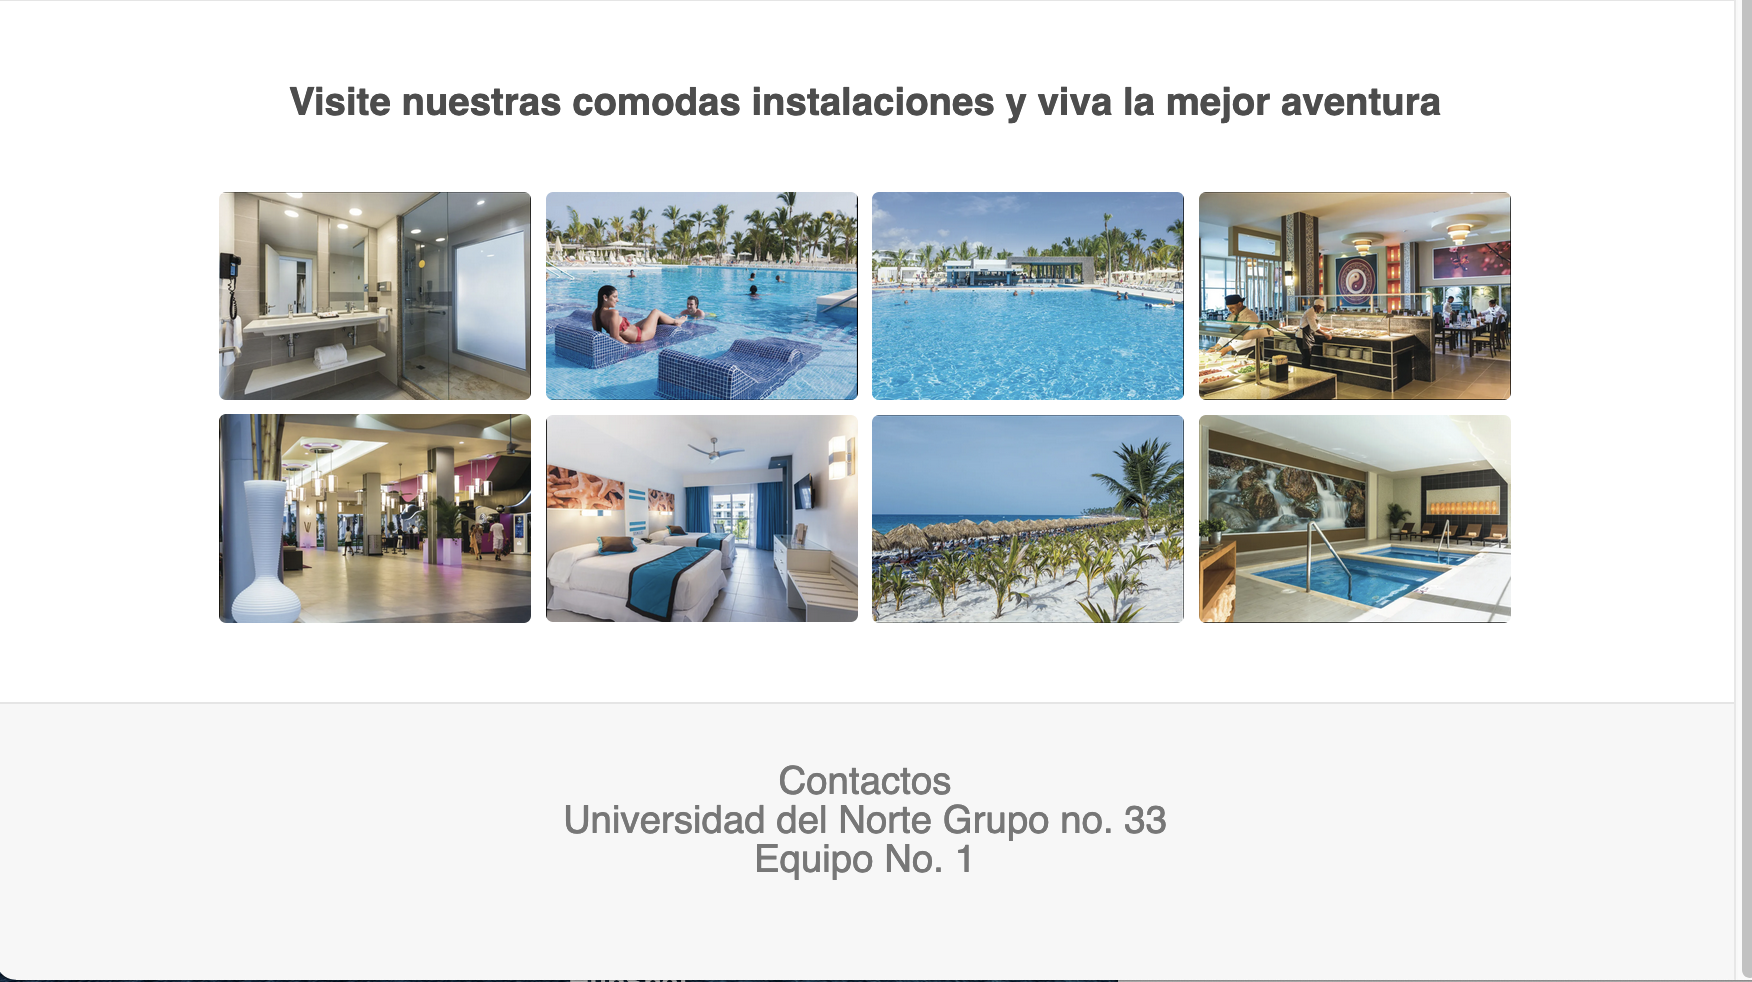 Visite nuestras comodas instalaciones y viva la mejor aventura
Contactos
Universidad del Norte Grupo no. 33
Equipo No. 1